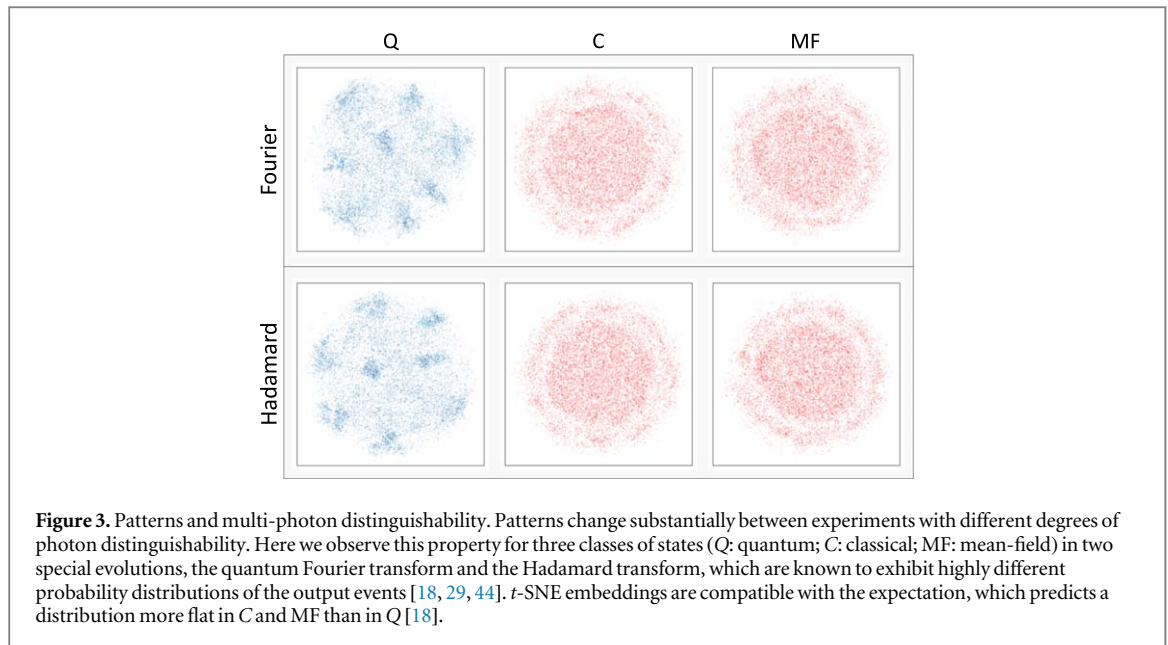 Q C MF
Fourier
Hadamard
Figure 3. Patterns and multi-photon distinguishability. Patterns change substantially between experiments with different degrees of
photon distinguishability. Here we observe this property for three classes of states (Q: quantum; C: classical; MF: mean-field) in two
special evolutions, the quantum Fourier transform and the Hadamard transform, which are known to exhibit highly different
probability distributions of the output events [18, 29, 44]. t-SNE embeddings are compatible with the expectation, which predicts a
distribution more flat in C and MF than in Q [18].